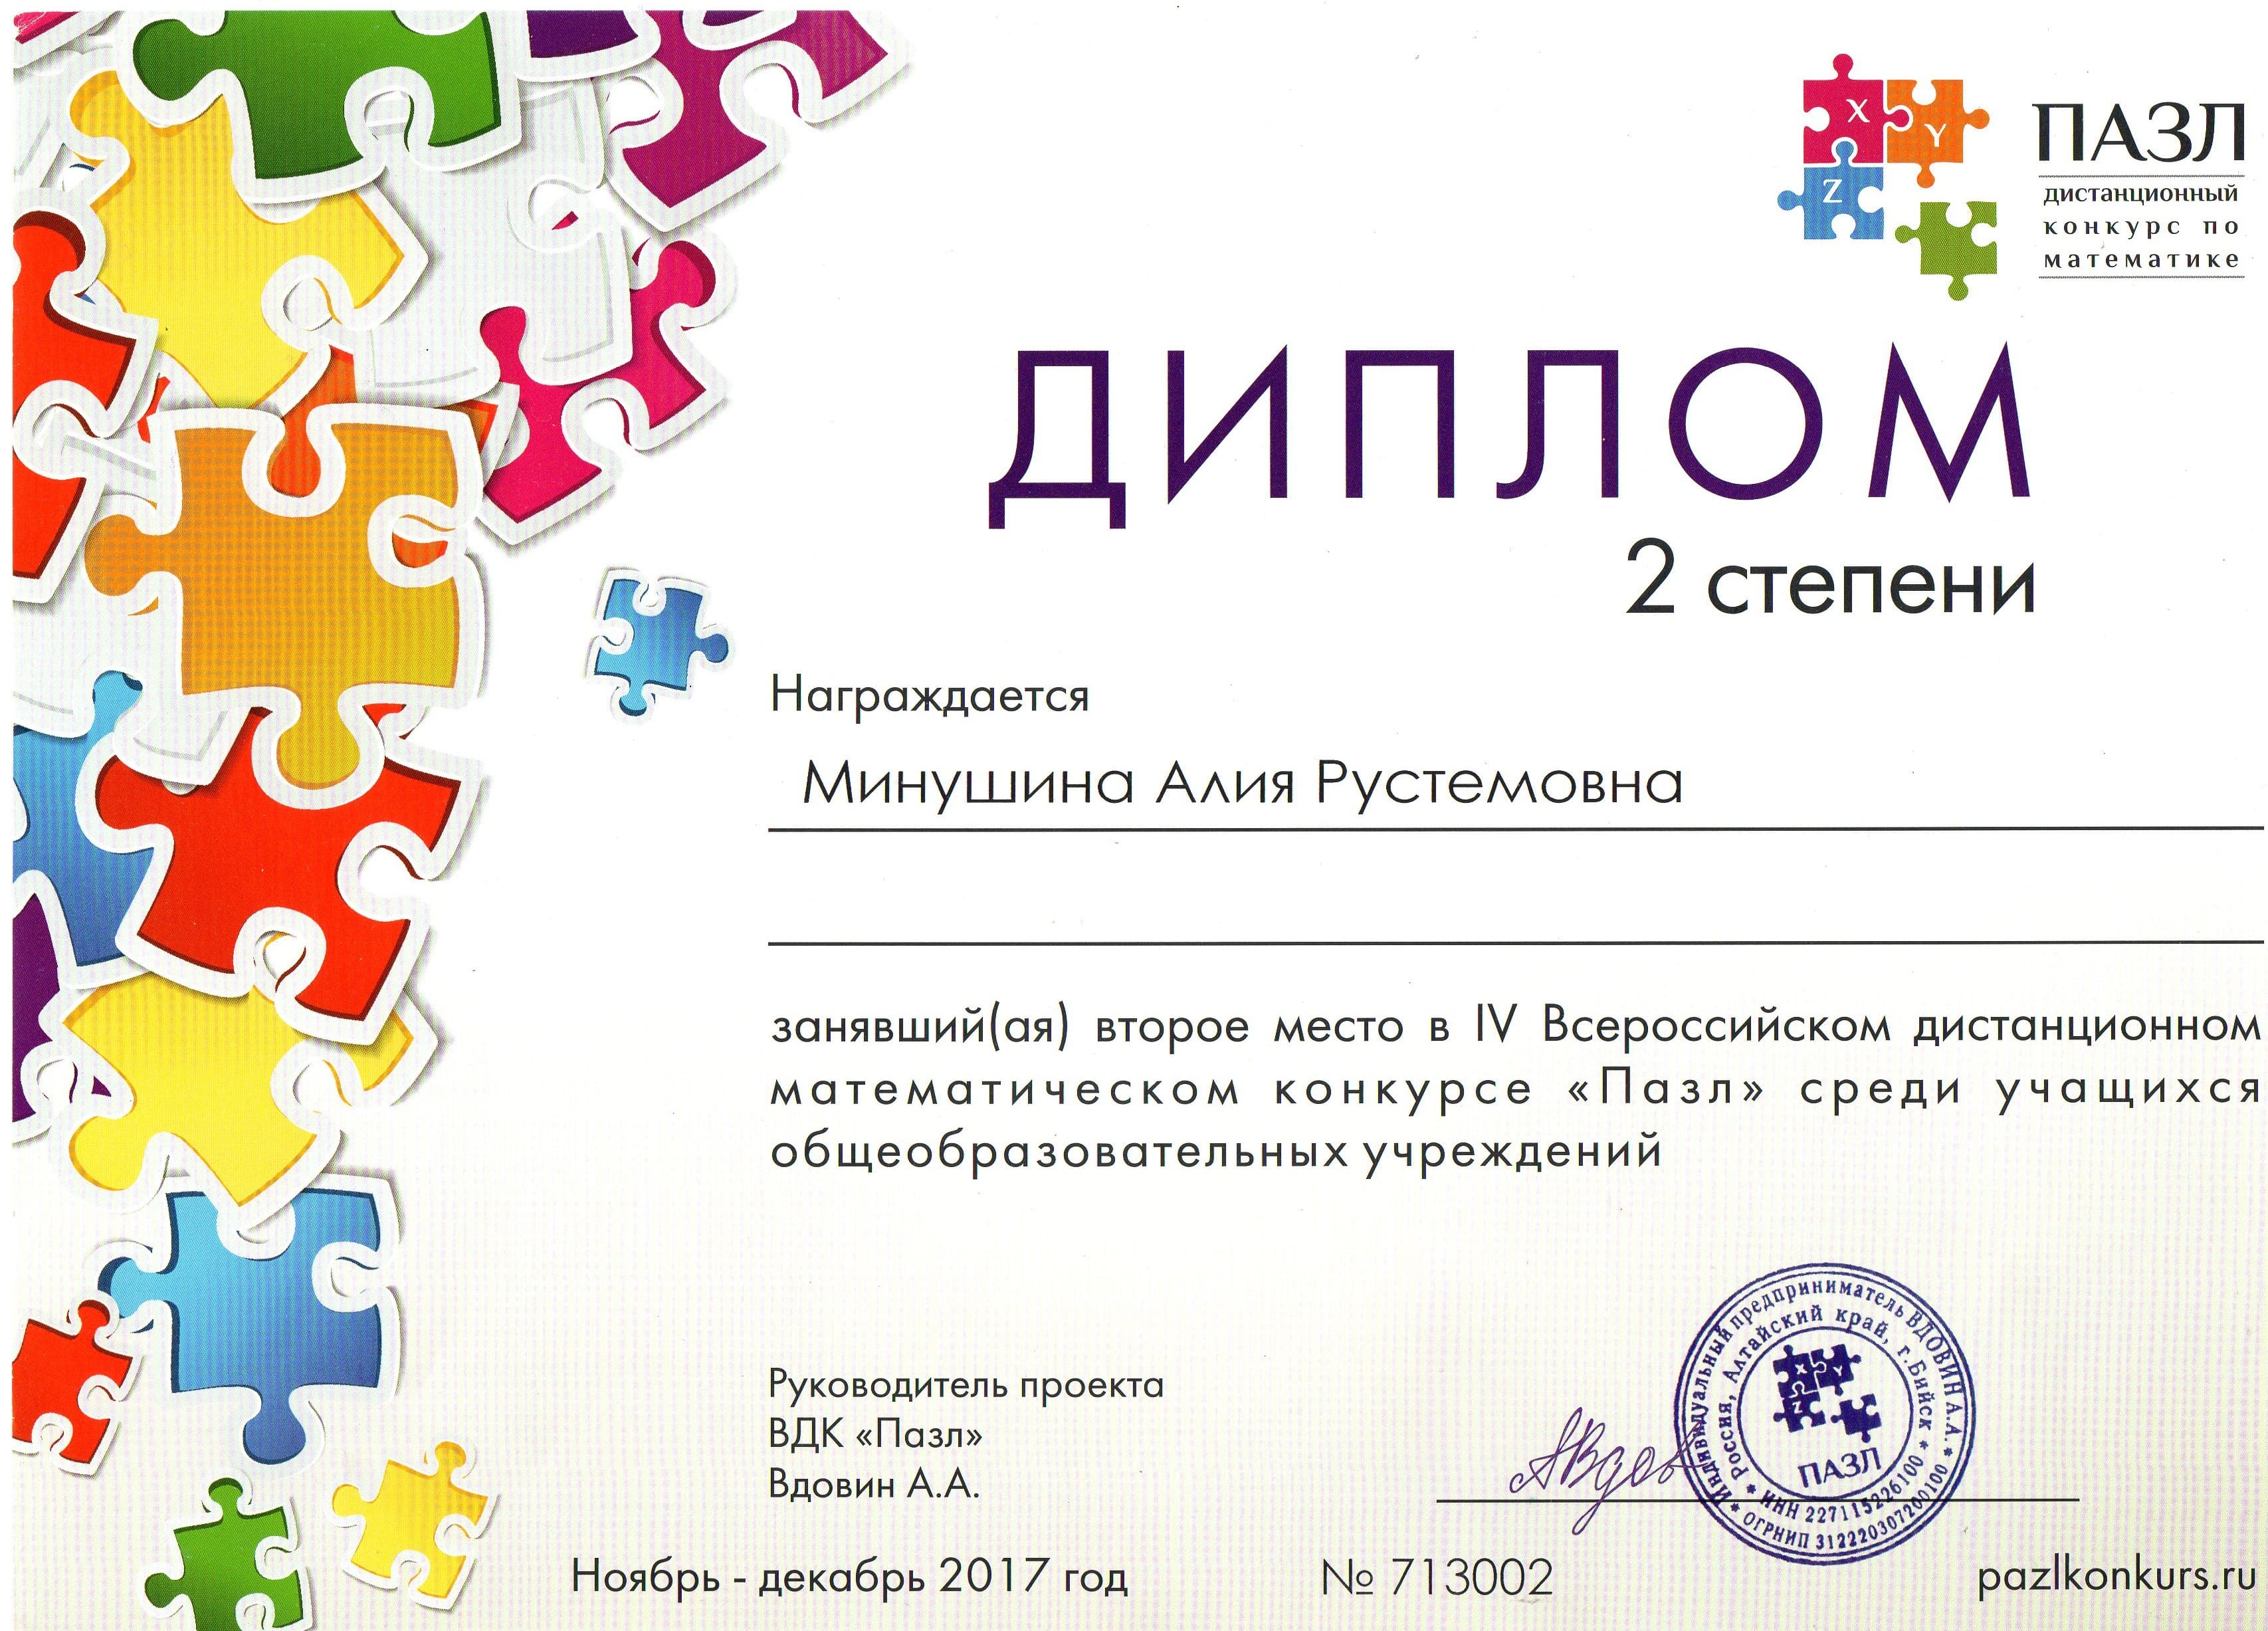 X
Y
Z
ПАЗЛ
дистанционный
конкурс по
математике
ДИПЛОМ
2 степени
Награждается
Минушина Алия Рустемовна
занявший(ая) второе место в IV Всероссийском дистанционном
математическом конкурсе «Пазл» среди учащихся
общеобразовательных учреждений
Руководитель проекта
ВДК «Пазл»
Вдовин А.А.
АВдов
* Индивидуальный предприниматель ВДОВИН А.А. *
ОГРНИП 312220307200100
* Россия, Алтайский край, г.Бийск *
ИНН 227115226100
X Y
Z
ПАЗЛ
Ноябрь - декабрь 2017 год
№ 713002
pazlkonkurs.ru